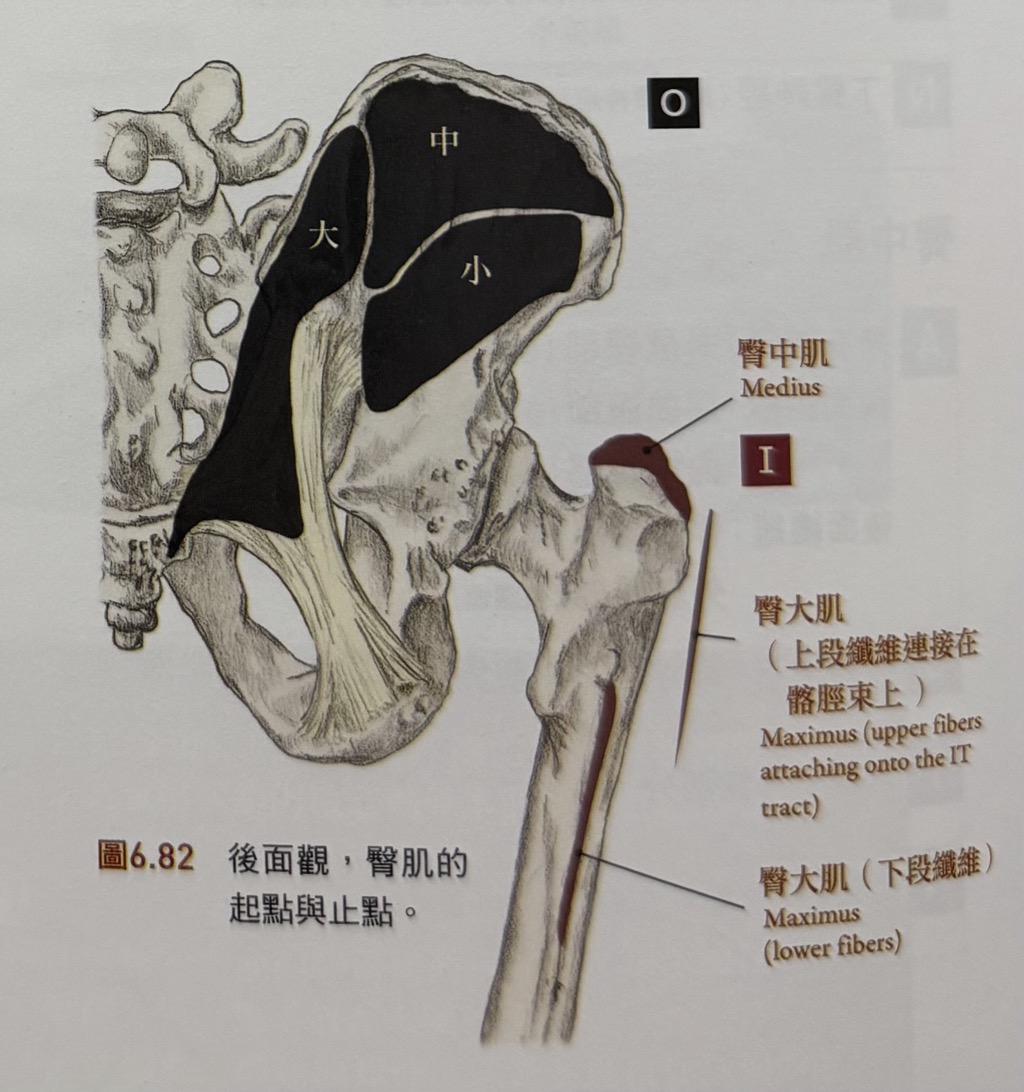 O
中
大
小
臀中肌
Medius
I
臀大肌
（上段纖維連接在
髂脛束上）
Maximus (upper fibers
attaching onto the IT
tract)
臀大肌（下段纖維）
Maximus
(lower fibers)
圖6.82 後面觀，臀肌的
起點與止點。